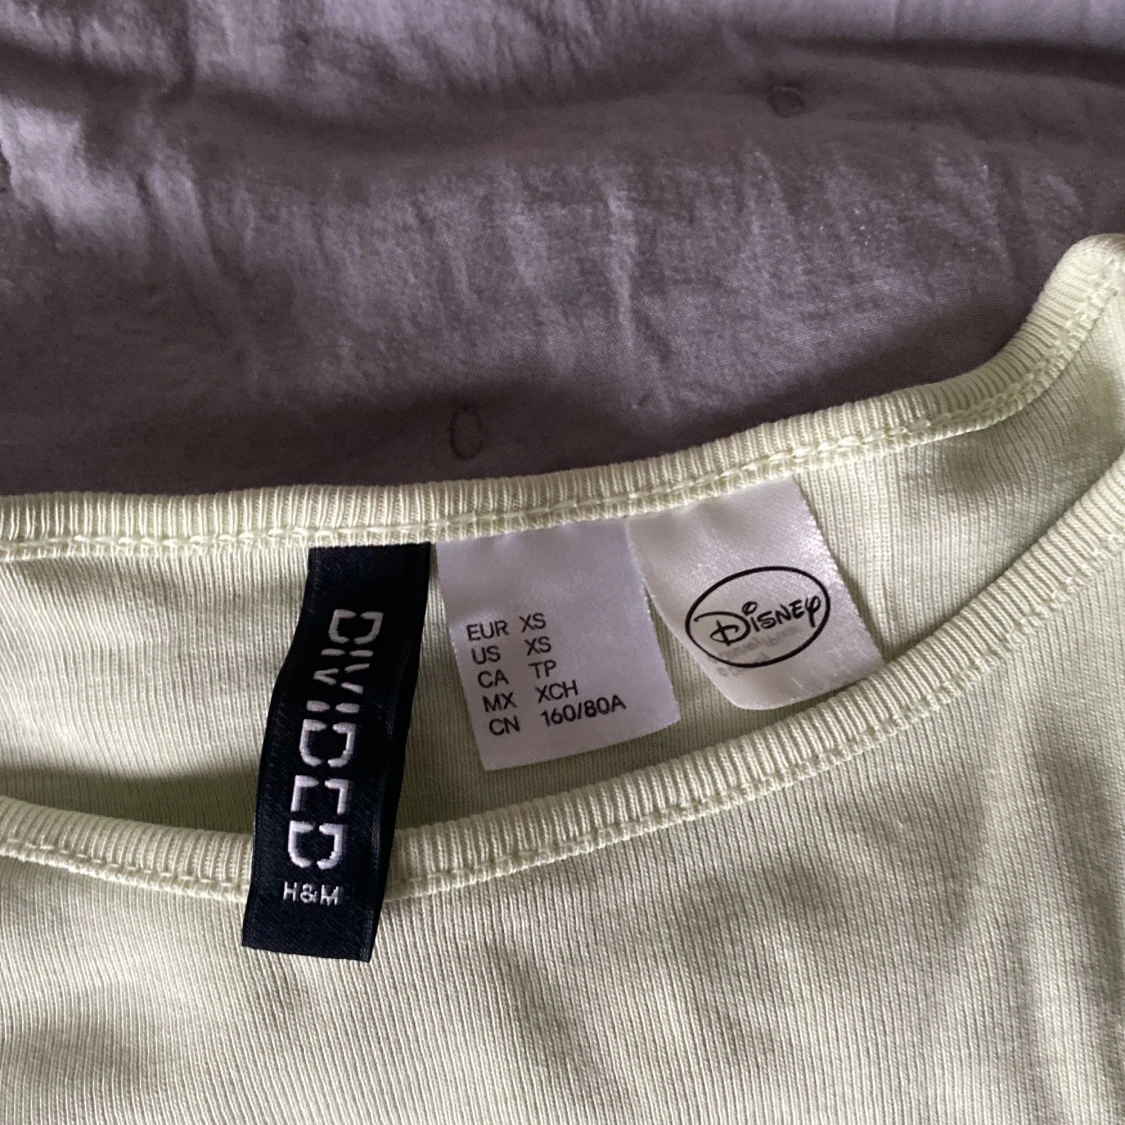 DIVIDED
H&M
EUR XS
US XS
CA TP
MX XCH
CN 160/80A
Disney